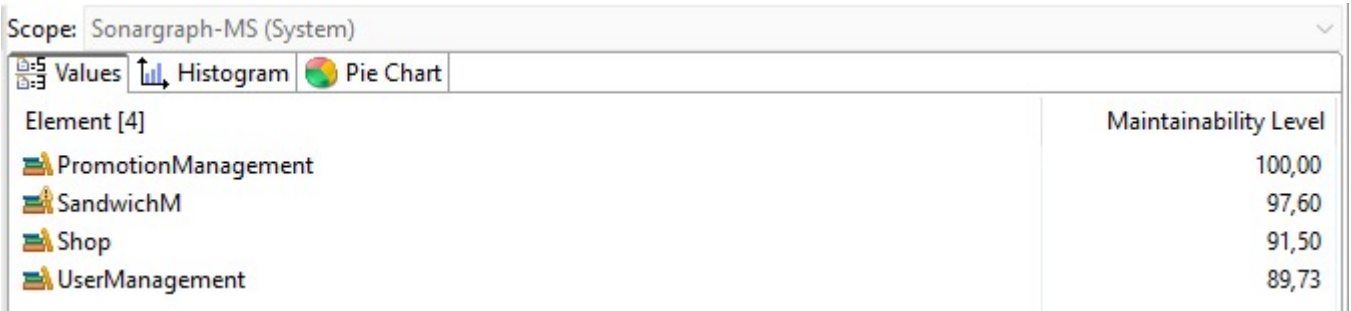 Scope: Sonargraph-MS (System)
Values Histogram Pie Chart
Element [4] Maintainability Level
PromotionManagement 100,00
SandwichM 97,60
Shop 91,50
UserManagement 89,73